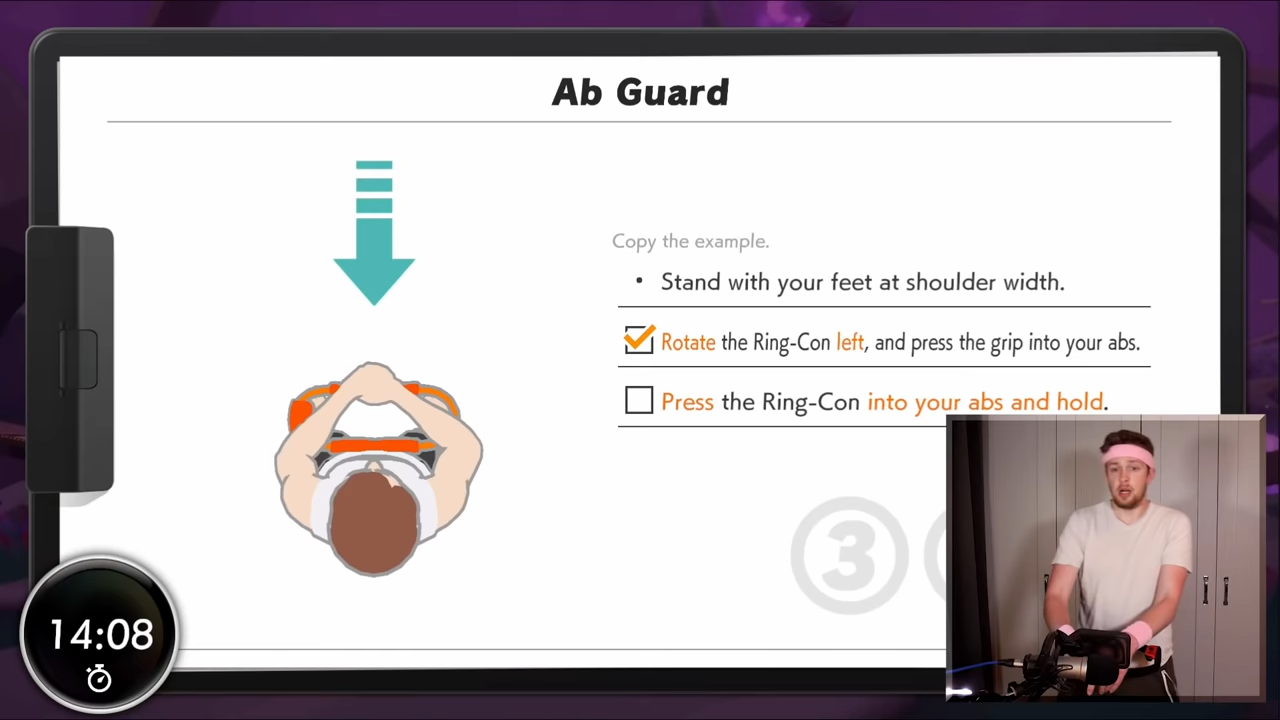 Ab Guard
Copy the example.
• Stand with your feet at shoulder width.
Rotate the Ring-Con left, and press the grip into your abs.
Press the Ring-Con into your abs and hold.
3
14:08